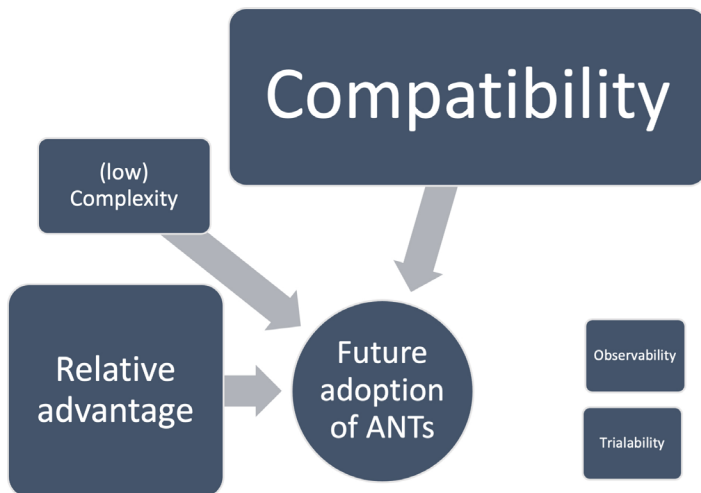 Compatibility
(low)
Complexity
Relative
advantage
Future
adoption
of ANTs
Observability
Trialability